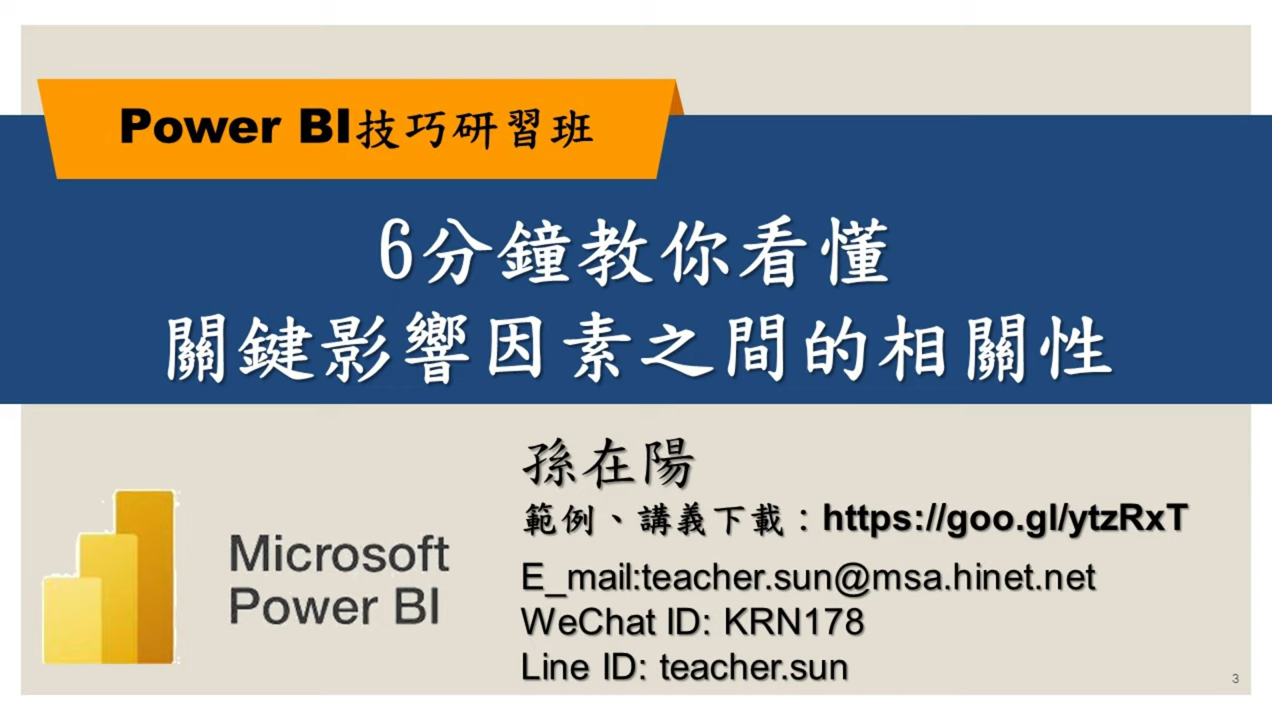 Power BI技巧研習班
6分鐘教你看懂
關鍵影響因素之間的相關性
孫在陽
範例、講義下載：https://goo.gl/ytzRxT
E_mail:teacher.sun@msa.hinet.net
WeChat ID: KRN178
Line ID: teacher.sun
Microsoft
Power BI
3